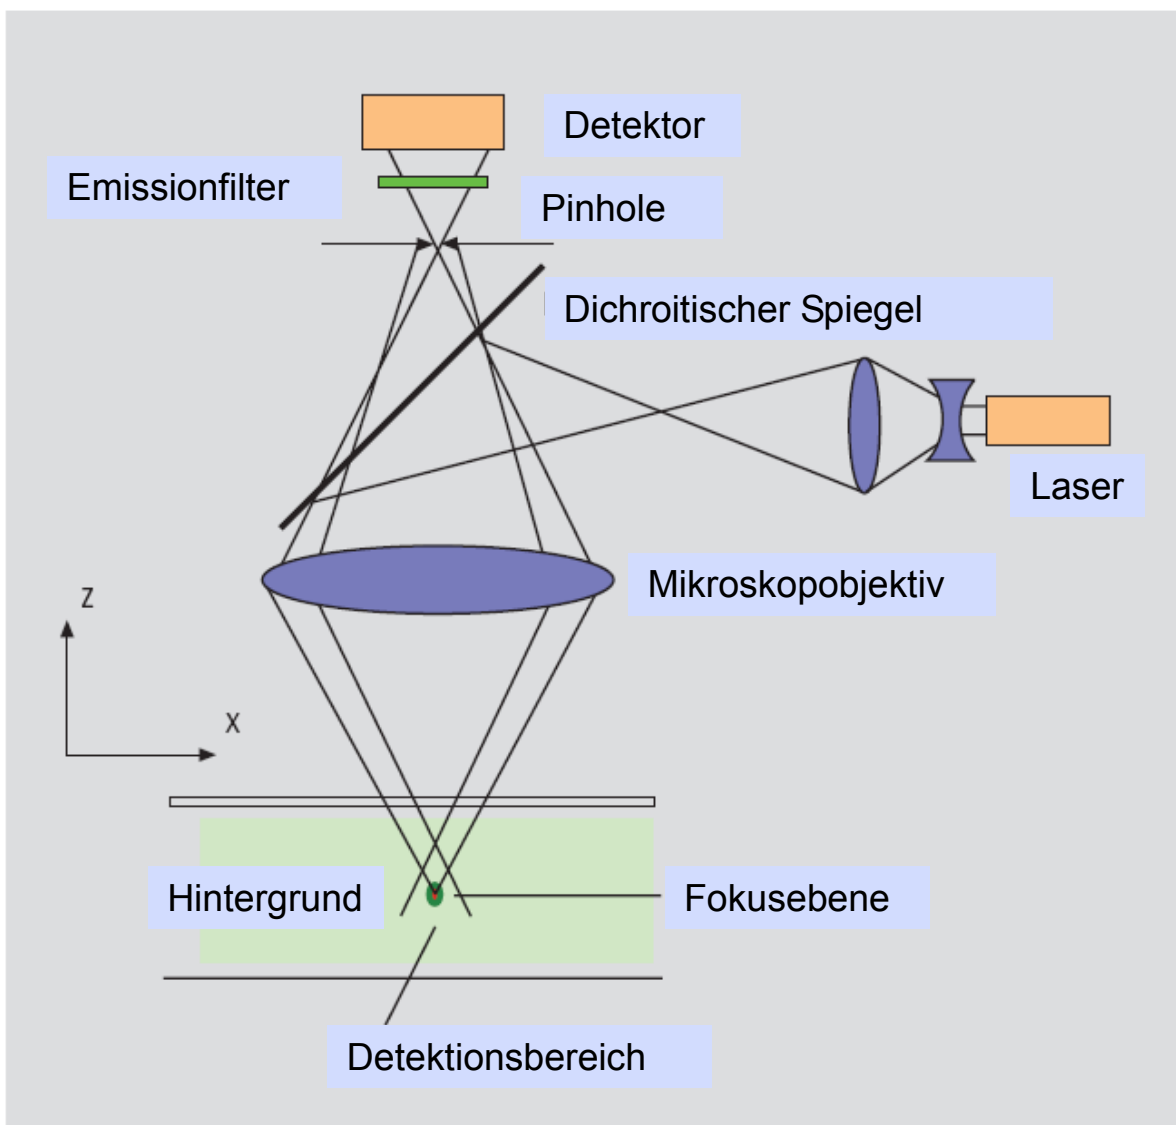 Detektor
Emissionfilter
Pinhole
Dichroitischer Spiegel
Laser
Mikroskopobjektiv
z
x
Hintergrund
Fokusebene
Detektionsbereich